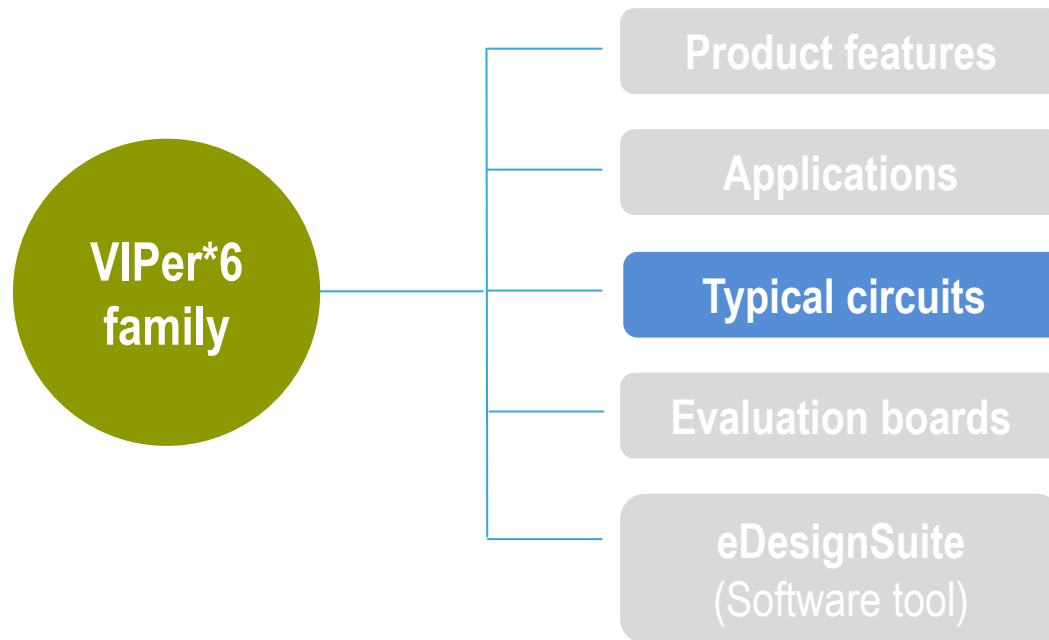 VIPer*6
family
Product features
Applications
Typical circuits
Evaluation boards
eDesignSuite
(Software tool)